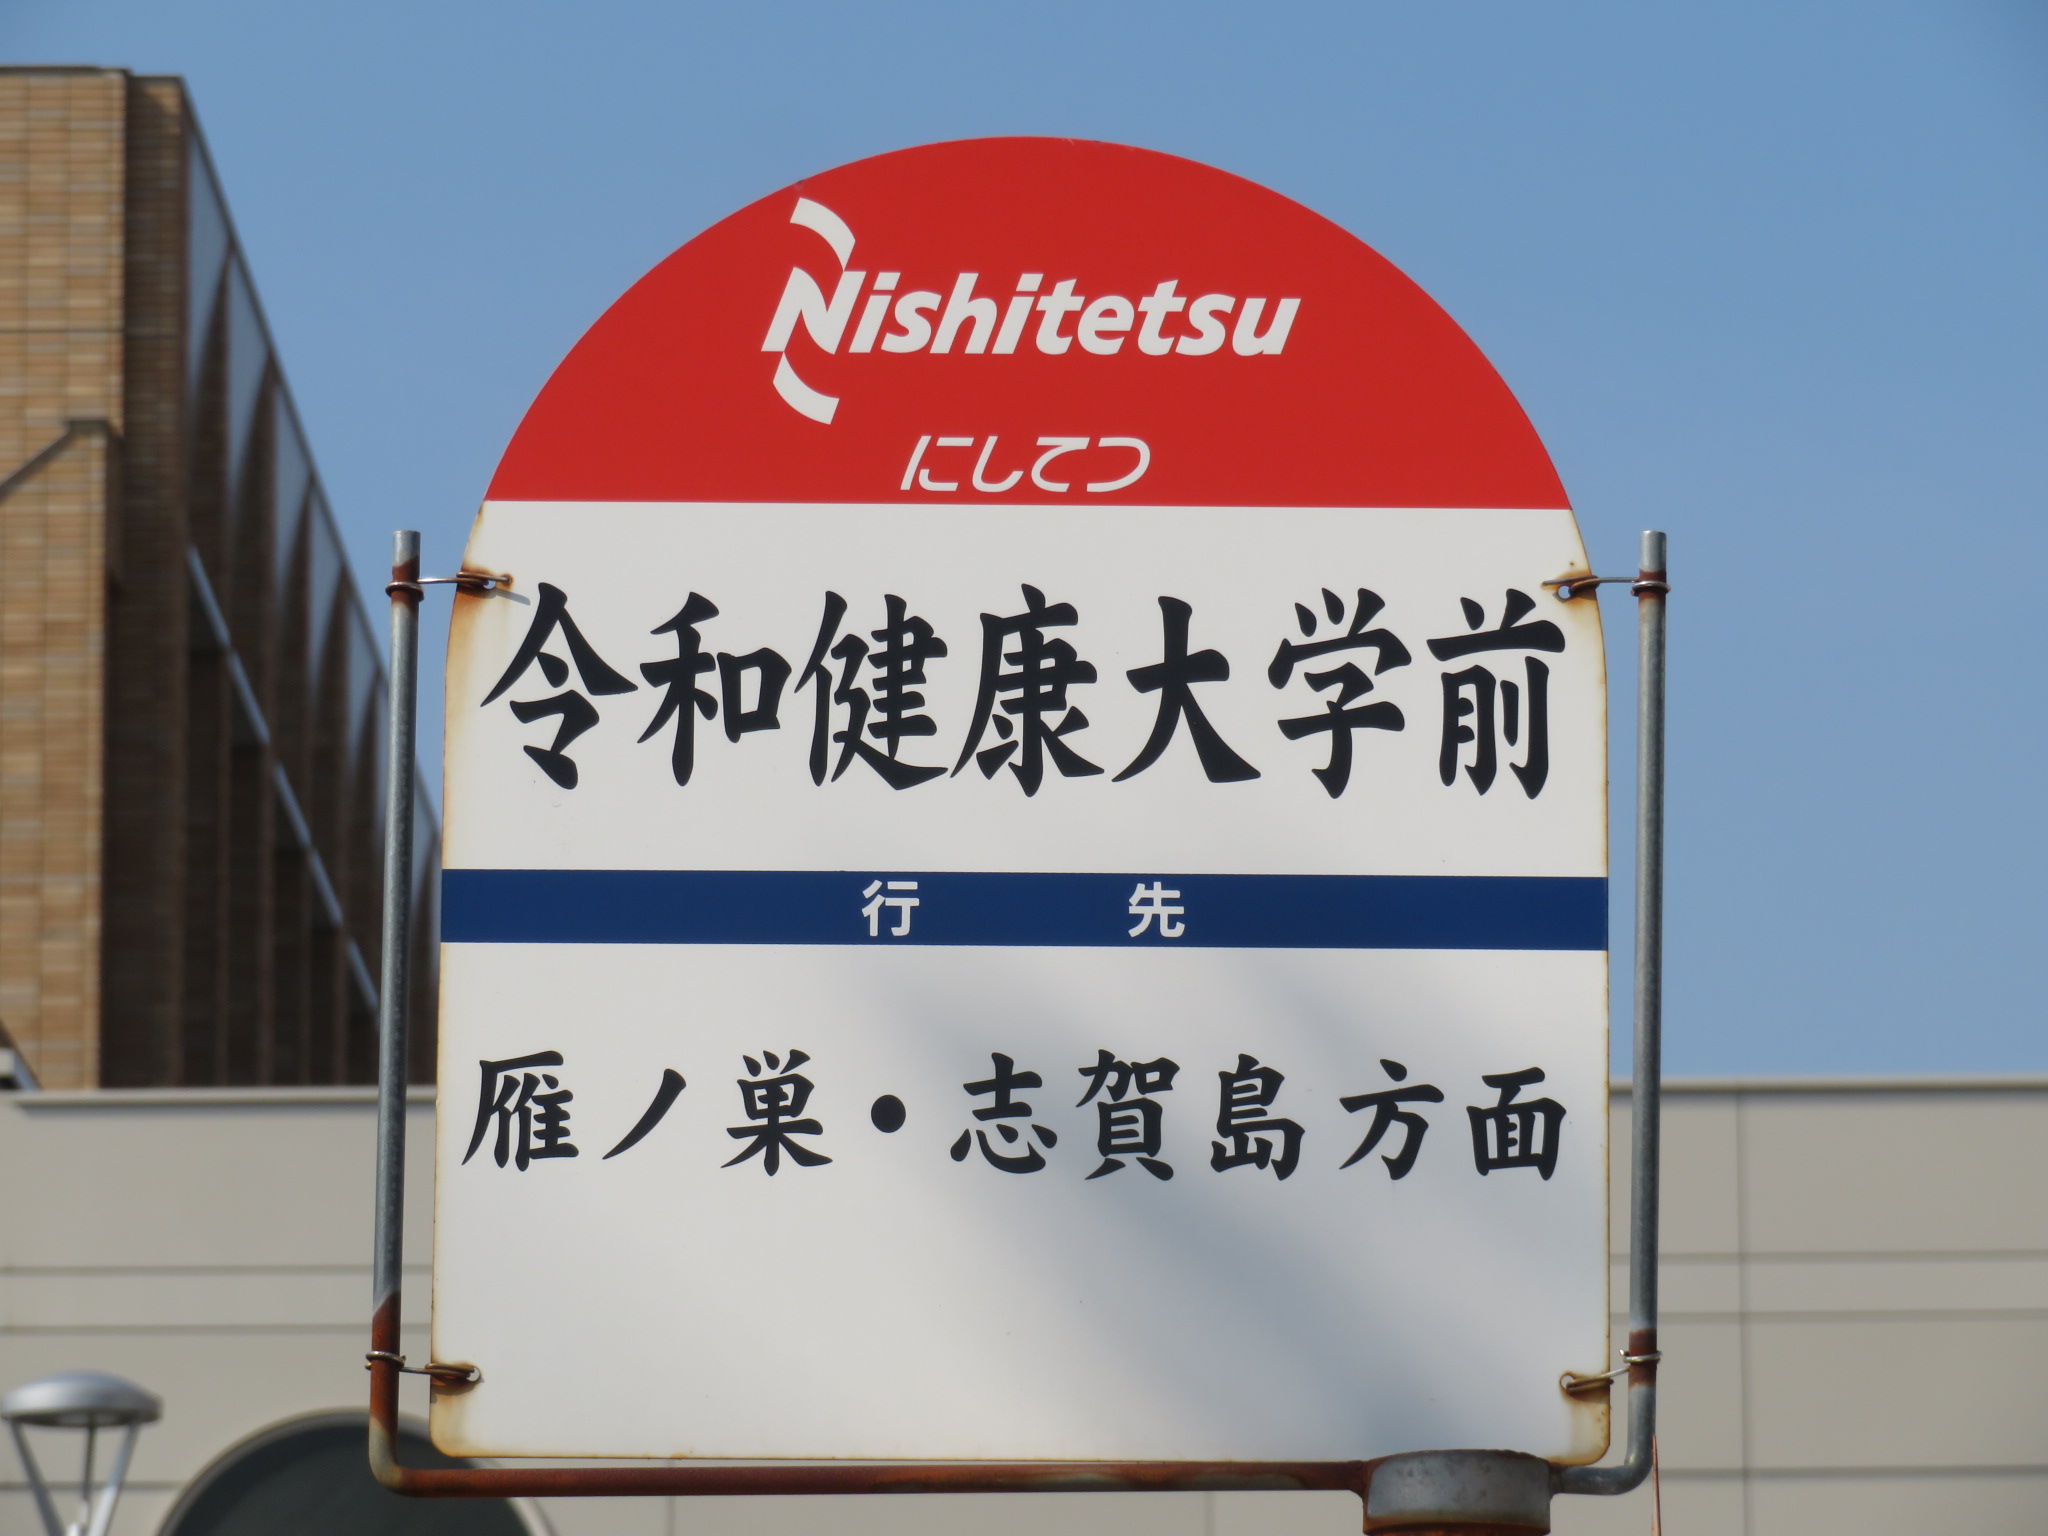 Nishitetsu
にしてつ
令和健康大学前
行先
雁ノ巣・志賀島方面